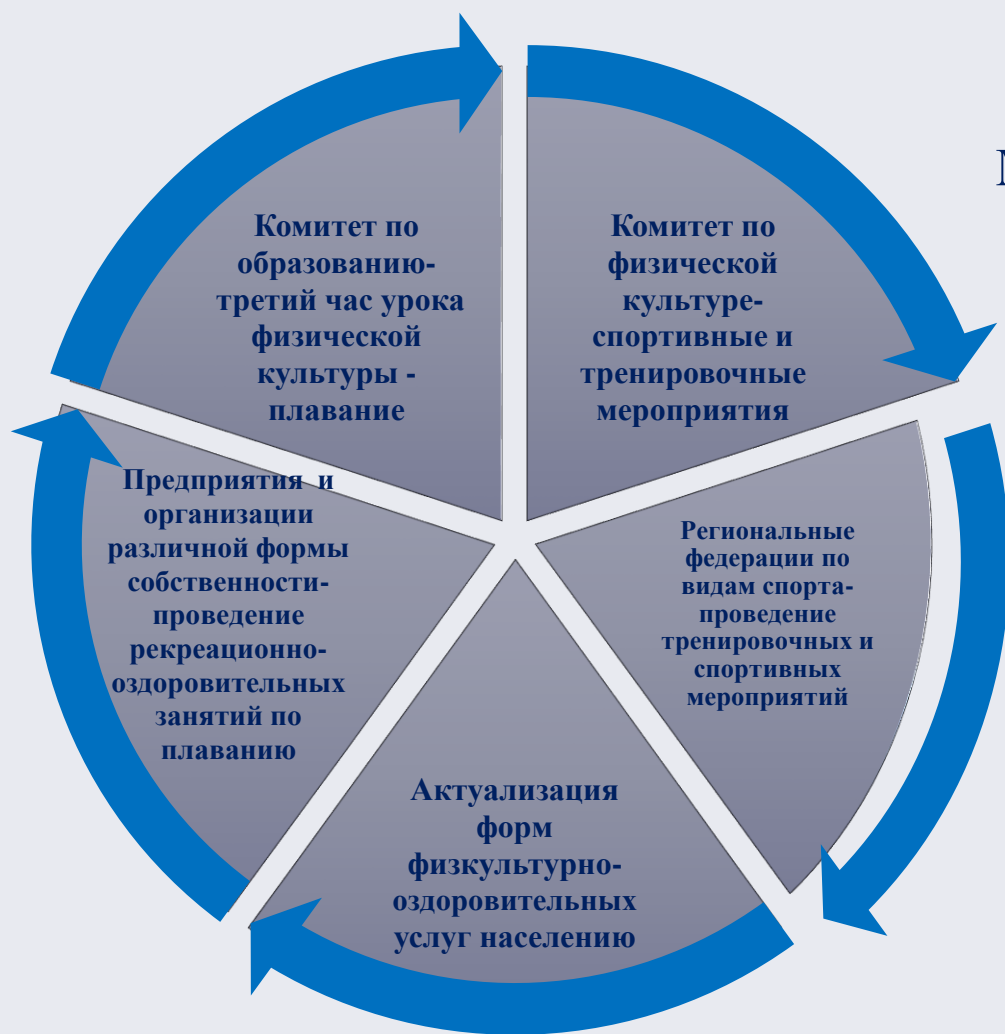 Комитет по
образованию-
третий час урока
физической
культуры -
плавание
Комитет по
физической
культуре-
спортивные и
тренировочные
мероприятия
Региональные
федерации по
видам спорта-
проведение
тренировочных и
спортивных
мероприятий
Актуализация
форм
физкультурно-
оздоровительных
услуг населению
Предприятия и
организации
различной формы
собственности-
проведение
рекреационно-
оздоровительных
занятий по
плаванию